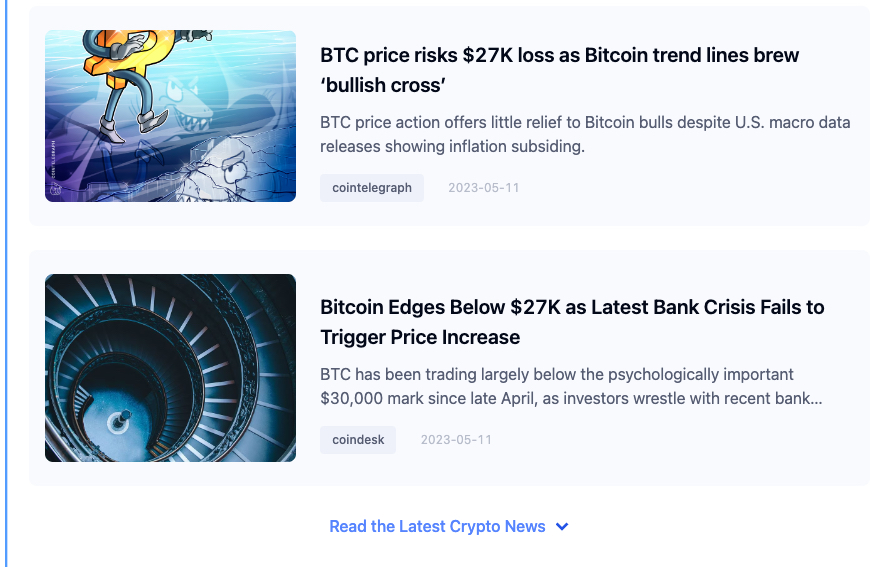 BTC price risks $27K loss as Bitcoin trend lines brew
‘bullish cross’
BTC price action offers little relief to Bitcoin bulls despite U.S. macro data
releases showing inflation subsiding.
COINTELEGRAPH
cointelegraph 2023-05-11
Bitcoin Edges Below $27K as Latest Bank Crisis Fails to
Trigger Price Increase
BTC has been trading largely below the psychologically important
$30,000 mark since late April, as investors wrestle with recent bank...
coindesk 2023-05-11
Read the Latest Crypto News